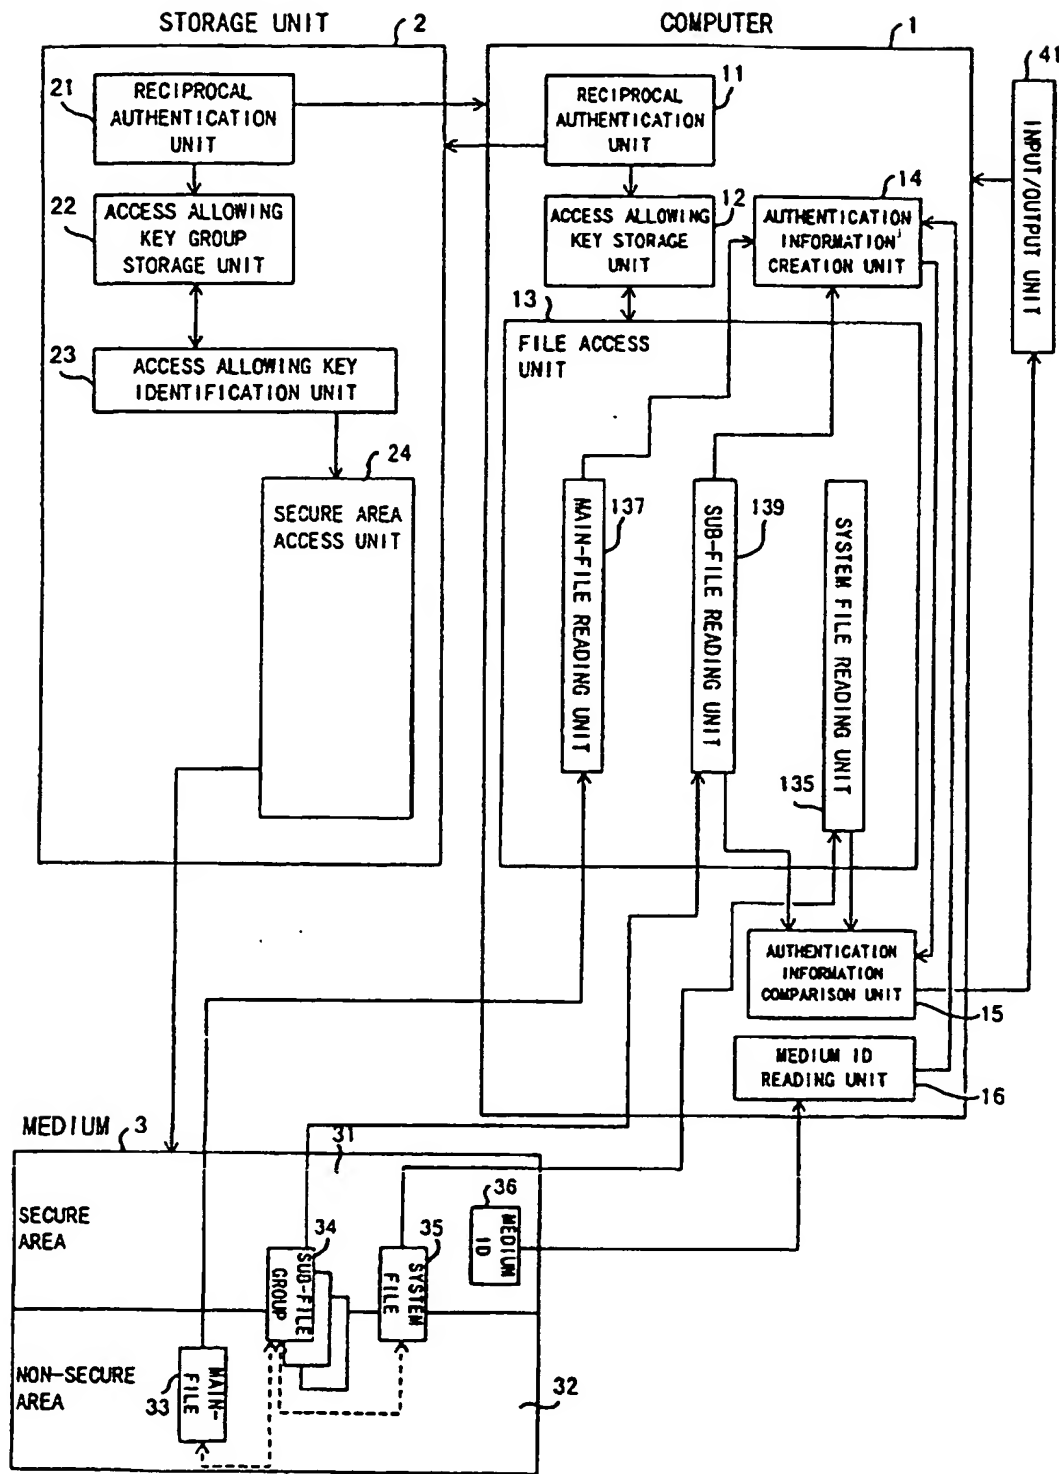 STORAGE UNIT
2
COMPUTER
1
41
21
RECIPROCAL
AUTHENTICATION
UNIT
11
RECIPROCAL
AUTHENTICATION
UNIT
INPUT/OUTPUT UNIT
22
ACCESS ALLOWING
KEY GROUP
STORAGE UNIT
12
ACCESS ALLOWING
KEY STORAGE
UNIT
14
AUTHENTICATION
INFORMATION
CREATION UNIT
13
FILE ACCESS
UNIT
23
ACCESS ALLOWING KEY
IDENTIFICATION UNIT
24
SECURE AREA
ACCESS UNIT
MAIN-FILE READING UNIT
137
SUB-FILE READING UNIT
139
SYSTEM FILE READING UNIT
135
AUTHENTICATION
INFORMATION
COMPARISON UNIT
15
MEDIUM ID
READING UNIT
16
MEDIUM
3
31
SECURE
AREA
34
SUB-FILE
GROUP
35
SYSTEM
FILE
36
MEDIUM
ID
NON-SECURE
AREA
33
MAIN-
FILE
32